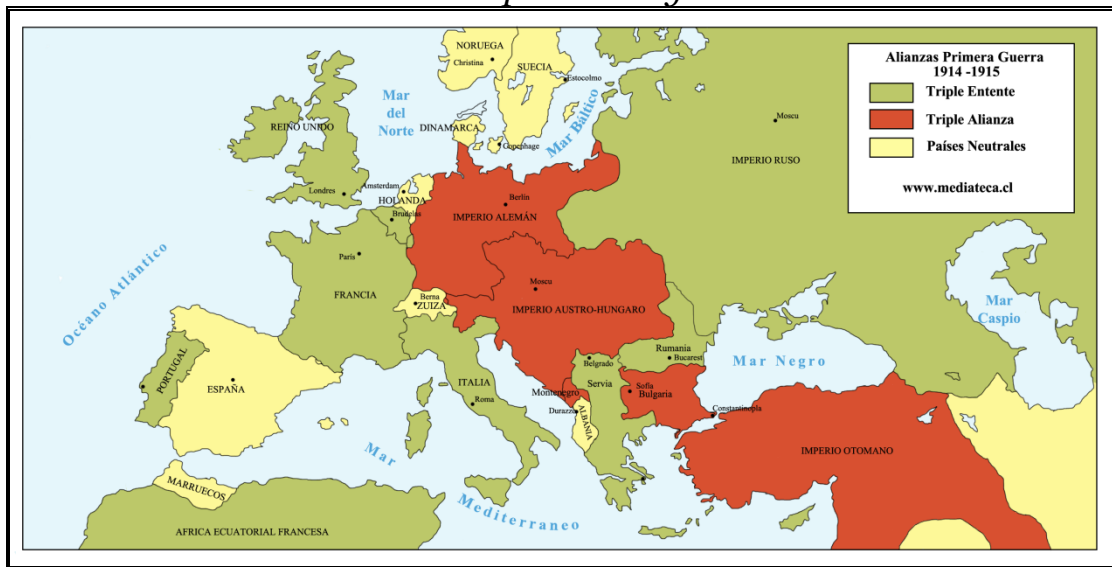 Alianzas Primera Guerra
1914 -1915
Triple Entente
Triple Alianza
Países Neutrales
www.mediateca.cl
NORUEGA
Christina
SUECIA
Estocolmo
Mar
del
Norte
Mar Báltico
DINAMARCA
Copenhage
Moscu
IMPERIO RUSO
REINO UNIDO
Londres
Amsterdam
HOLANDA
Bruselas
Berlín
IMPERIO ALEMÁN
París
FRANCIA
Océano Atlántico
Berna
ZUIZA
Moscu
IMPERIO AUSTRO-HUNGARO
Mar
Caspio
Rumania
Bucarest
Mar Negro
Belgrado
Servia
PORTUGAL
ESPAÑA
ITALIA
Roma
Montenegro
Sofía
Bulgaria
Durazzo
ALBANIA
Constantinopla
IMPERIO OTOMANO
Mar
Mediterraneo
MARRUECOS
AFRICA ECUATORIAL FRANCESA